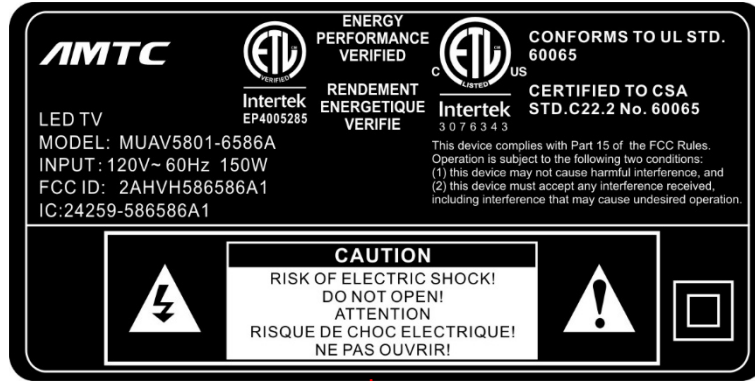 AMTC
LED TV
MODEL: MUAV5801-6586A
INPUT: 120V~ 60Hz 150W
FCC ID: 2AHVH586586A1
IC:24259-586586A1
ETL
CM
VERIFIED
Intertek
EP4005285
ENERGY
PERFORMANCE
VERIFIED
RENDEMENT
ENERGETIQUE
VERIFIE
ETL
CM
LISTED
C US
Intertek
3076343
CONFORMS TO UL STD.
60065
CERTIFIED TO CSA
STD.C22.2 No. 60065
This device complies with Part 15 of the FCC Rules.
Operation is subject to the following two conditions:
(1) this device may not cause harmful interference, and
(2) this device must accept any interference received,
including interference that may cause undesired operation.
CAUTION
RISK OF ELECTRIC SHOCK!
DO NOT OPEN!
ATTENTION
RISQUE DE CHOC ELECTRIQUE!
NE PAS OUVRIR!